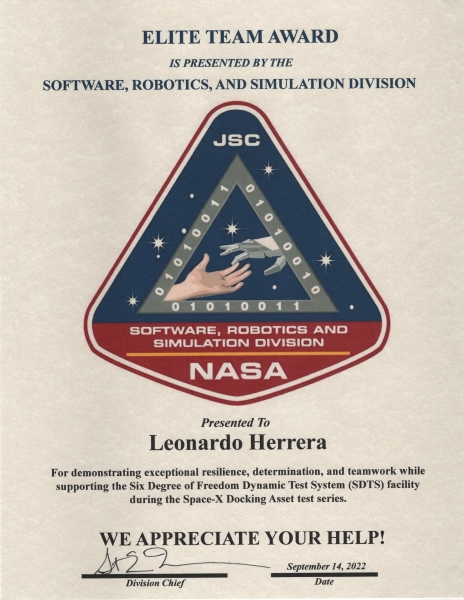 ELITE TEAM AWARD
IS PRESENTED BY THE
SOFTWARE, ROBOTICS, AND SIMULATION DIVISION
JSC
01010011
01010010
01010011
SOFTWARE, ROBOTICS AND
SIMULATION DIVISION
NASA
Presented To
Leonardo Herrera
For demonstrating exceptional resilience, determination, and teamwork while
supporting the Six Degree of Freedom Dynamic Test System (SDTS) facility
during the Space-X Docking Asset test series.
WE APPRECIATE YOUR HELP!
September 14, 2022
Division Chief
Date